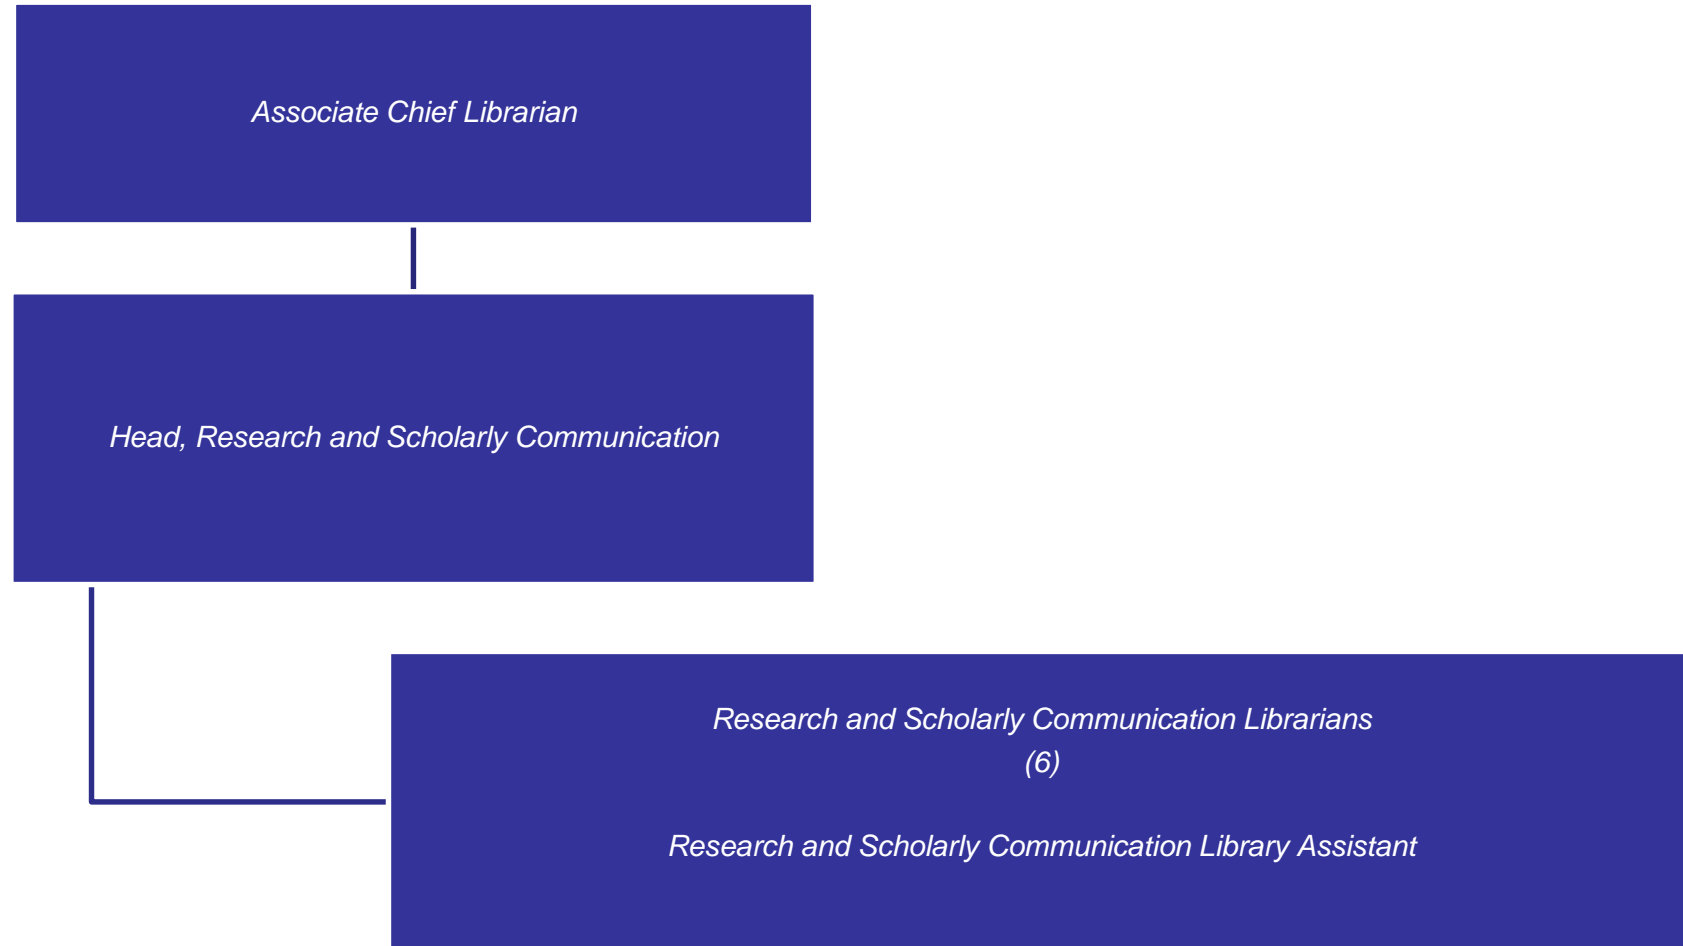 Associate Chief Librarian
Head, Research and Scholarly Communication
Research and Scholarly Communication Librarians
(6)
Research and Scholarly Communication Library Assistant